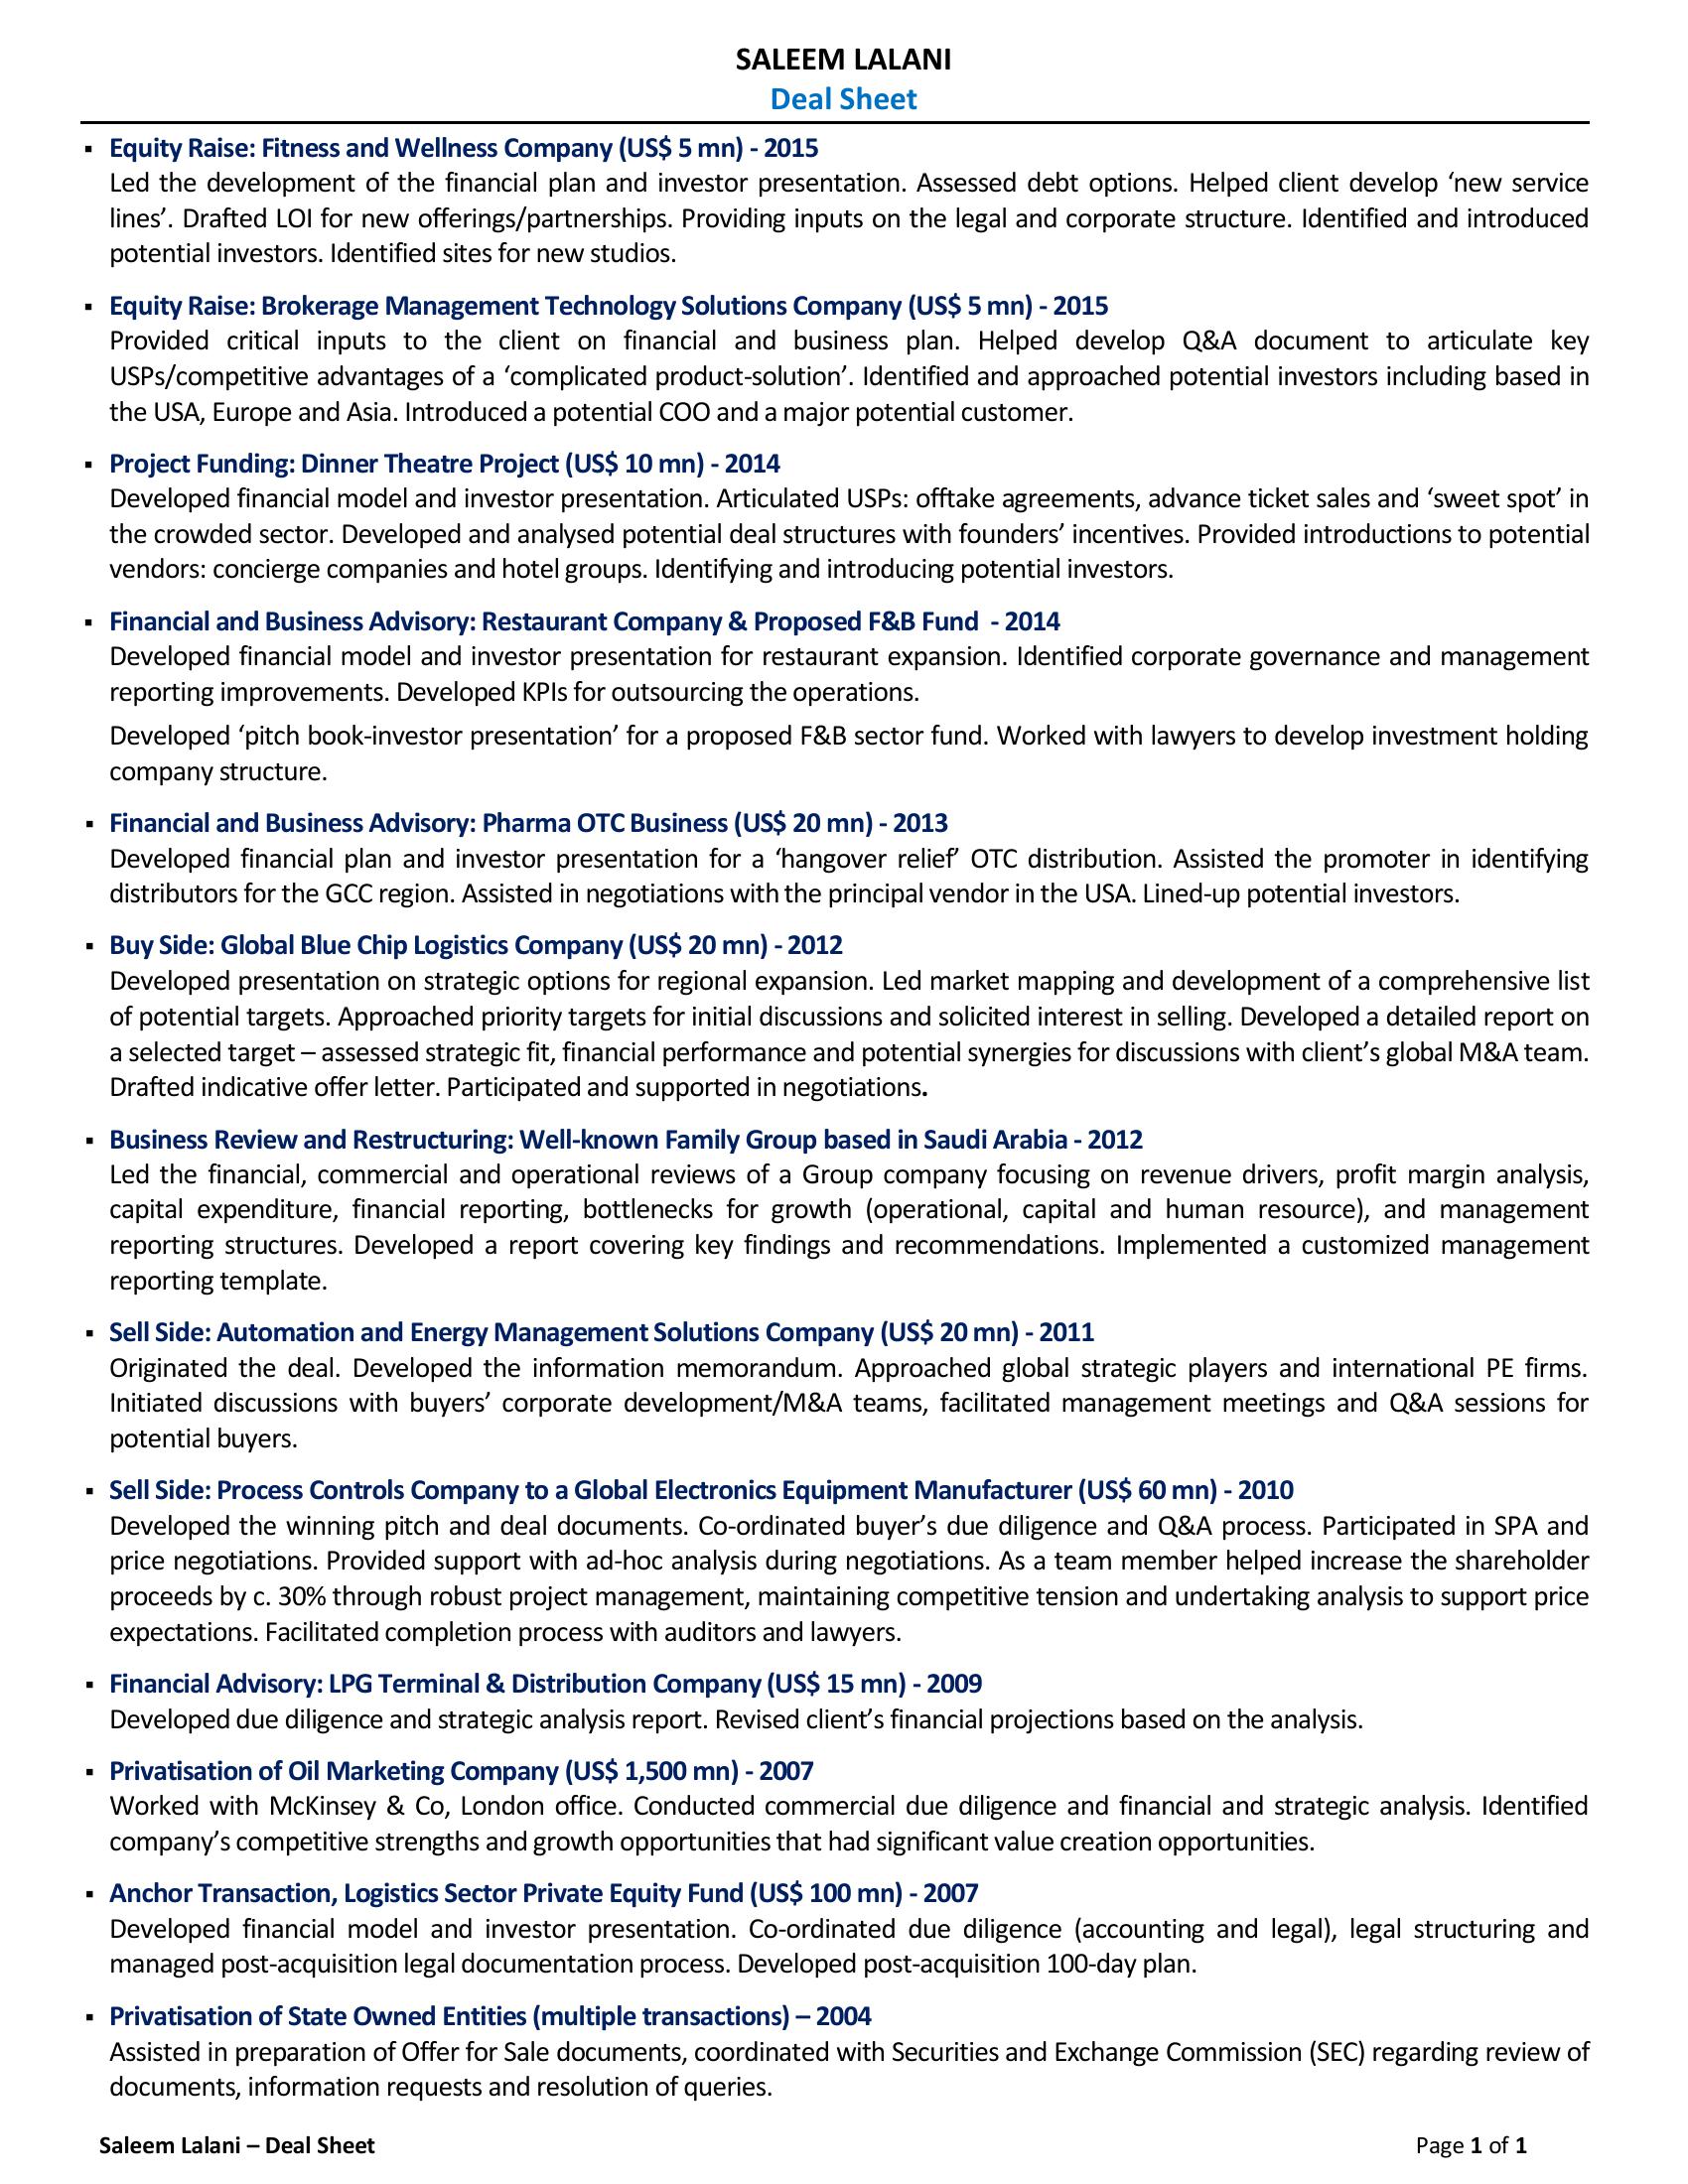 SALEEM LALANI
Deal Sheet
▪ Equity Raise: Fitness and Wellness Company (US$ 5 mn) - 2015
Led the development of the financial plan and investor presentation. Assessed debt options. Helped client develop ‘new service
lines’. Drafted LOI for new offerings/partnerships. Providing inputs on the legal and corporate structure. Identified and introduced
potential investors. Identified sites for new studios.
▪ Equity Raise: Brokerage Management Technology Solutions Company (US$ 5 mn) - 2015
Provided critical inputs to the client on financial and business plan. Helped develop Q&A document to articulate key
USPs/competitive advantages of a ‘complicated product-solution’. Identified and approached potential investors including based in
the USA, Europe and Asia. Introduced a potential COO and a major potential customer.
▪ Project Funding: Dinner Theatre Project (US$ 10 mn) - 2014
Developed financial model and investor presentation. Articulated USPs: offtake agreements, advance ticket sales and ‘sweet spot’ in
the crowded sector. Developed and analysed potential deal structures with founders’ incentives. Provided introductions to potential
vendors: concierge companies and hotel groups. Identifying and introducing potential investors.
▪ Financial and Business Advisory: Restaurant Company & Proposed F&B Fund - 2014
Developed financial model and investor presentation for restaurant expansion. Identified corporate governance and management
reporting improvements. Developed KPIs for outsourcing the operations.
Developed ‘pitch book-investor presentation’ for a proposed F&B sector fund. Worked with lawyers to develop investment holding
company structure.
▪ Financial and Business Advisory: Pharma OTC Business (US$ 20 mn) - 2013
Developed financial plan and investor presentation for a ‘hangover relief’ OTC distribution. Assisted the promoter in identifying
distributors for the GCC region. Assisted in negotiations with the principal vendor in the USA. Lined-up potential investors.
▪ Buy Side: Global Blue Chip Logistics Company (US$ 20 mn) - 2012
Developed presentation on strategic options for regional expansion. Led market mapping and development of a comprehensive list
of potential targets. Approached priority targets for initial discussions and solicited interest in selling. Developed a detailed report on
a selected target – assessed strategic fit, financial performance and potential synergies for discussions with client’s global M&A team.
Drafted indicative offer letter. Participated and supported in negotiations.
▪ Business Review and Restructuring: Well-known Family Group based in Saudi Arabia - 2012
Led the financial, commercial and operational reviews of a Group company focusing on revenue drivers, profit margin analysis,
capital expenditure, financial reporting, bottlenecks for growth (operational, capital and human resource), and management
reporting structures. Developed a report covering key findings and recommendations. Implemented a customized management
reporting template.
▪ Sell Side: Automation and Energy Management Solutions Company (US$ 20 mn) - 2011
Originated the deal. Developed the information memorandum. Approached global strategic players and international PE firms.
Initiated discussions with buyers’ corporate development/M&A teams, facilitated management meetings and Q&A sessions for
potential buyers.
▪ Sell Side: Process Controls Company to a Global Electronics Equipment Manufacturer (US$ 60 mn) - 2010
Developed the winning pitch and deal documents. Co-ordinated buyer’s due diligence and Q&A process. Participated in SPA and
price negotiations. Provided support with ad-hoc analysis during negotiations. As a team member helped increase the shareholder
proceeds by c. 30% through robust project management, maintaining competitive tension and undertaking analysis to support price
expectations. Facilitated completion process with auditors and lawyers.
▪ Financial Advisory: LPG Terminal & Distribution Company (US$ 15 mn) - 2009
Developed due diligence and strategic analysis report. Revised client’s financial projections based on the analysis.
▪ Privatisation of Oil Marketing Company (US$ 1,500 mn) - 2007
Worked with McKinsey & Co, London office. Conducted commercial due diligence and financial and strategic analysis. Identified
company’s competitive strengths and growth opportunities that had significant value creation opportunities.
▪ Anchor Transaction, Logistics Sector Private Equity Fund (US$ 100 mn) - 2007
Developed financial model and investor presentation. Co-ordinated due diligence (accounting and legal), legal structuring and
managed post-acquisition legal documentation process. Developed post-acquisition 100-day plan.
▪ Privatisation of State Owned Entities (multiple transactions) – 2004
Assisted in preparation of Offer for Sale documents, coordinated with Securities and Exchange Commission (SEC) regarding review of
documents, information requests and resolution of queries.
Saleem Lalani – Deal Sheet Page 1 of 1